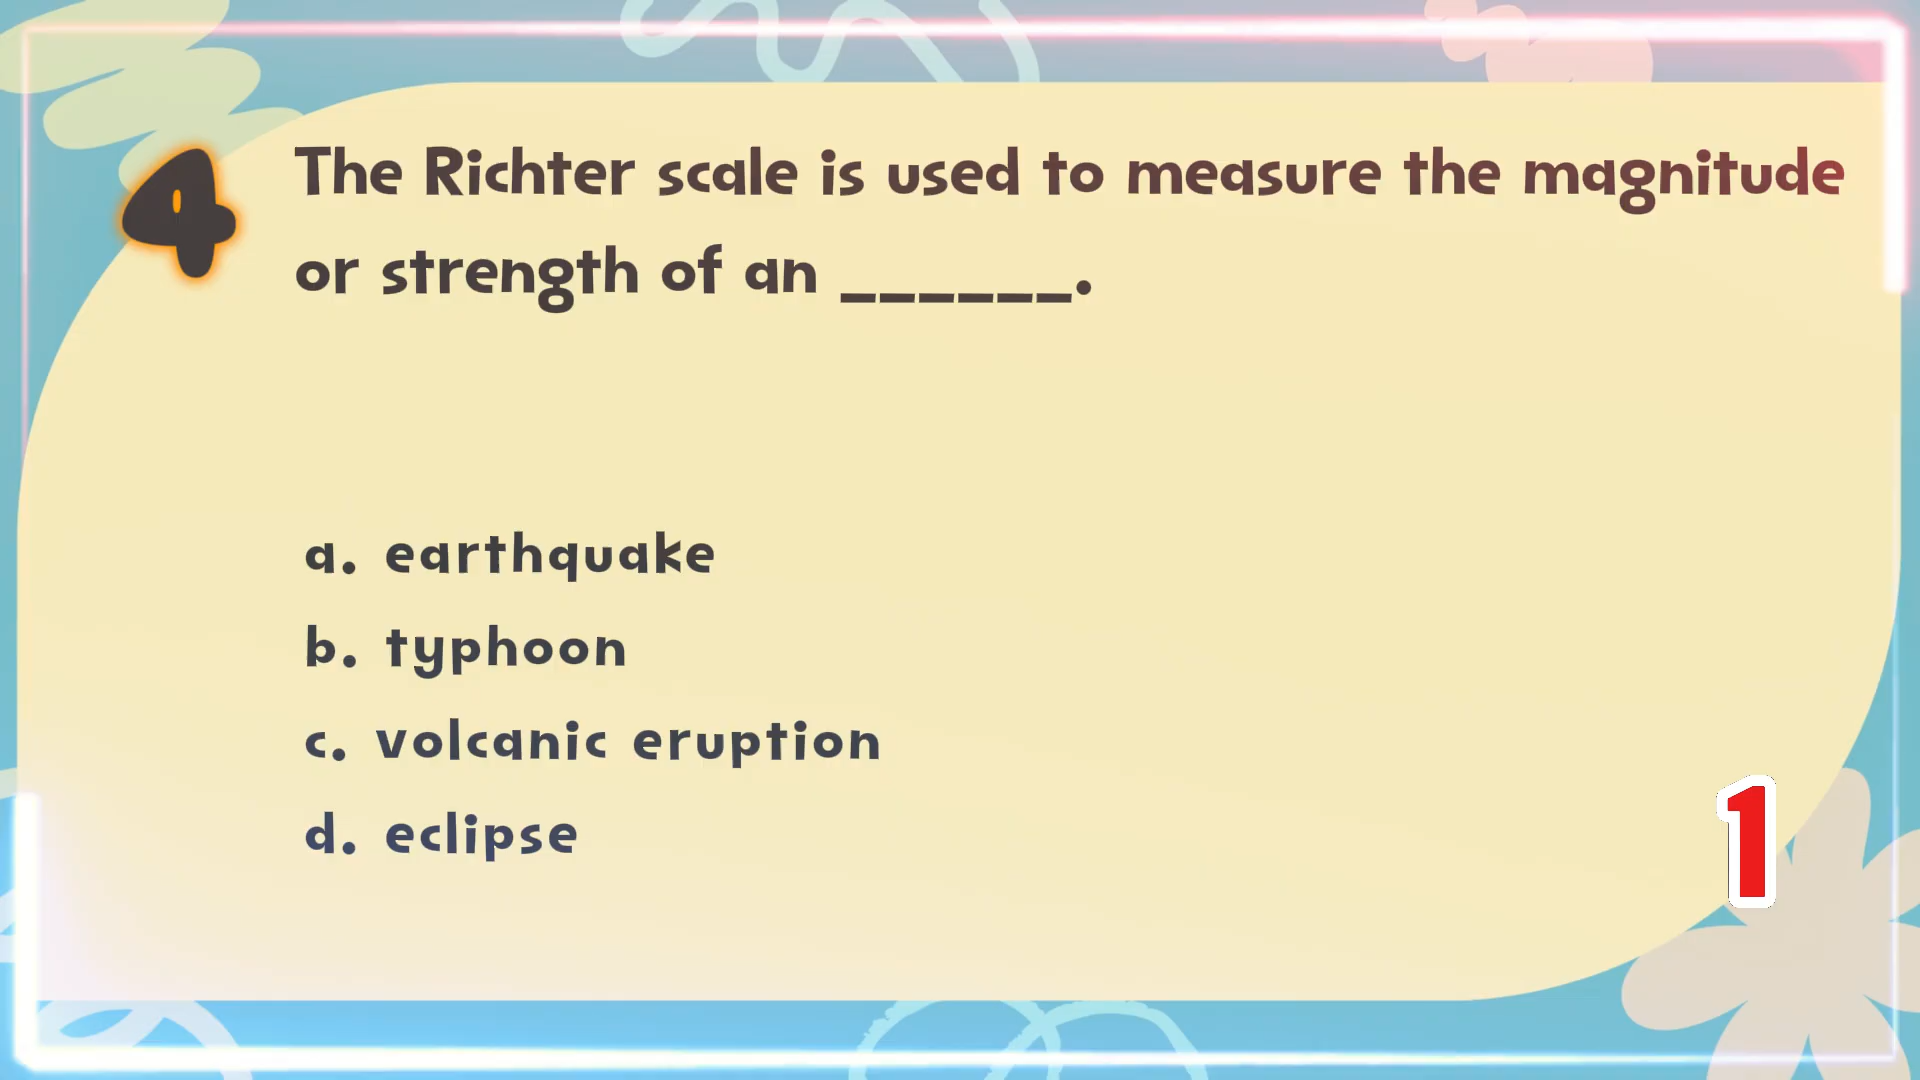 4
The Richter scale is used to measure the magnitude
or strength of an ______.
a. earthquake
b. typhoon
c. volcanic eruption
d. eclipse
1